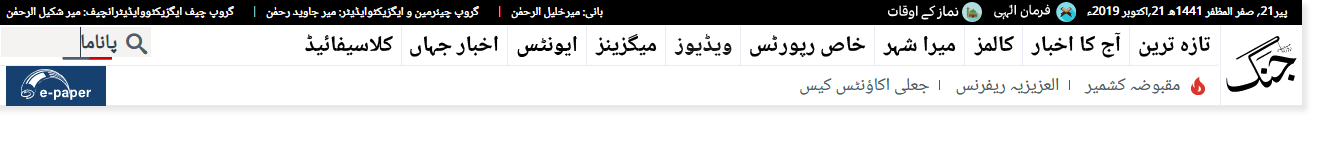 پیر21؍ صفر المظفر 1441ھ 21؍اکتوبر 2019ء فرمان الٰہی نماز کے اوقات بانی: میرخلیل الرحمٰن گروپ چیئرمین و ایگزیکٹوایڈیٹر: میر جاوید رحمٰن گروپ چیف ایگزیکٹووایڈیٹرانچیف: میر شکیل الرحمٰن
جنگ
تازہ ترین آج کا اخبار کالمز میرا شہر خاص رپورٹس ویڈیوز میگزینز ایونٹس اخبار جہاں کلاسیفائیڈ پاناما
مقبوضہ کشمیر العزیزیہ ریفرنس جعلی اکاؤنٹس کیس e-paper